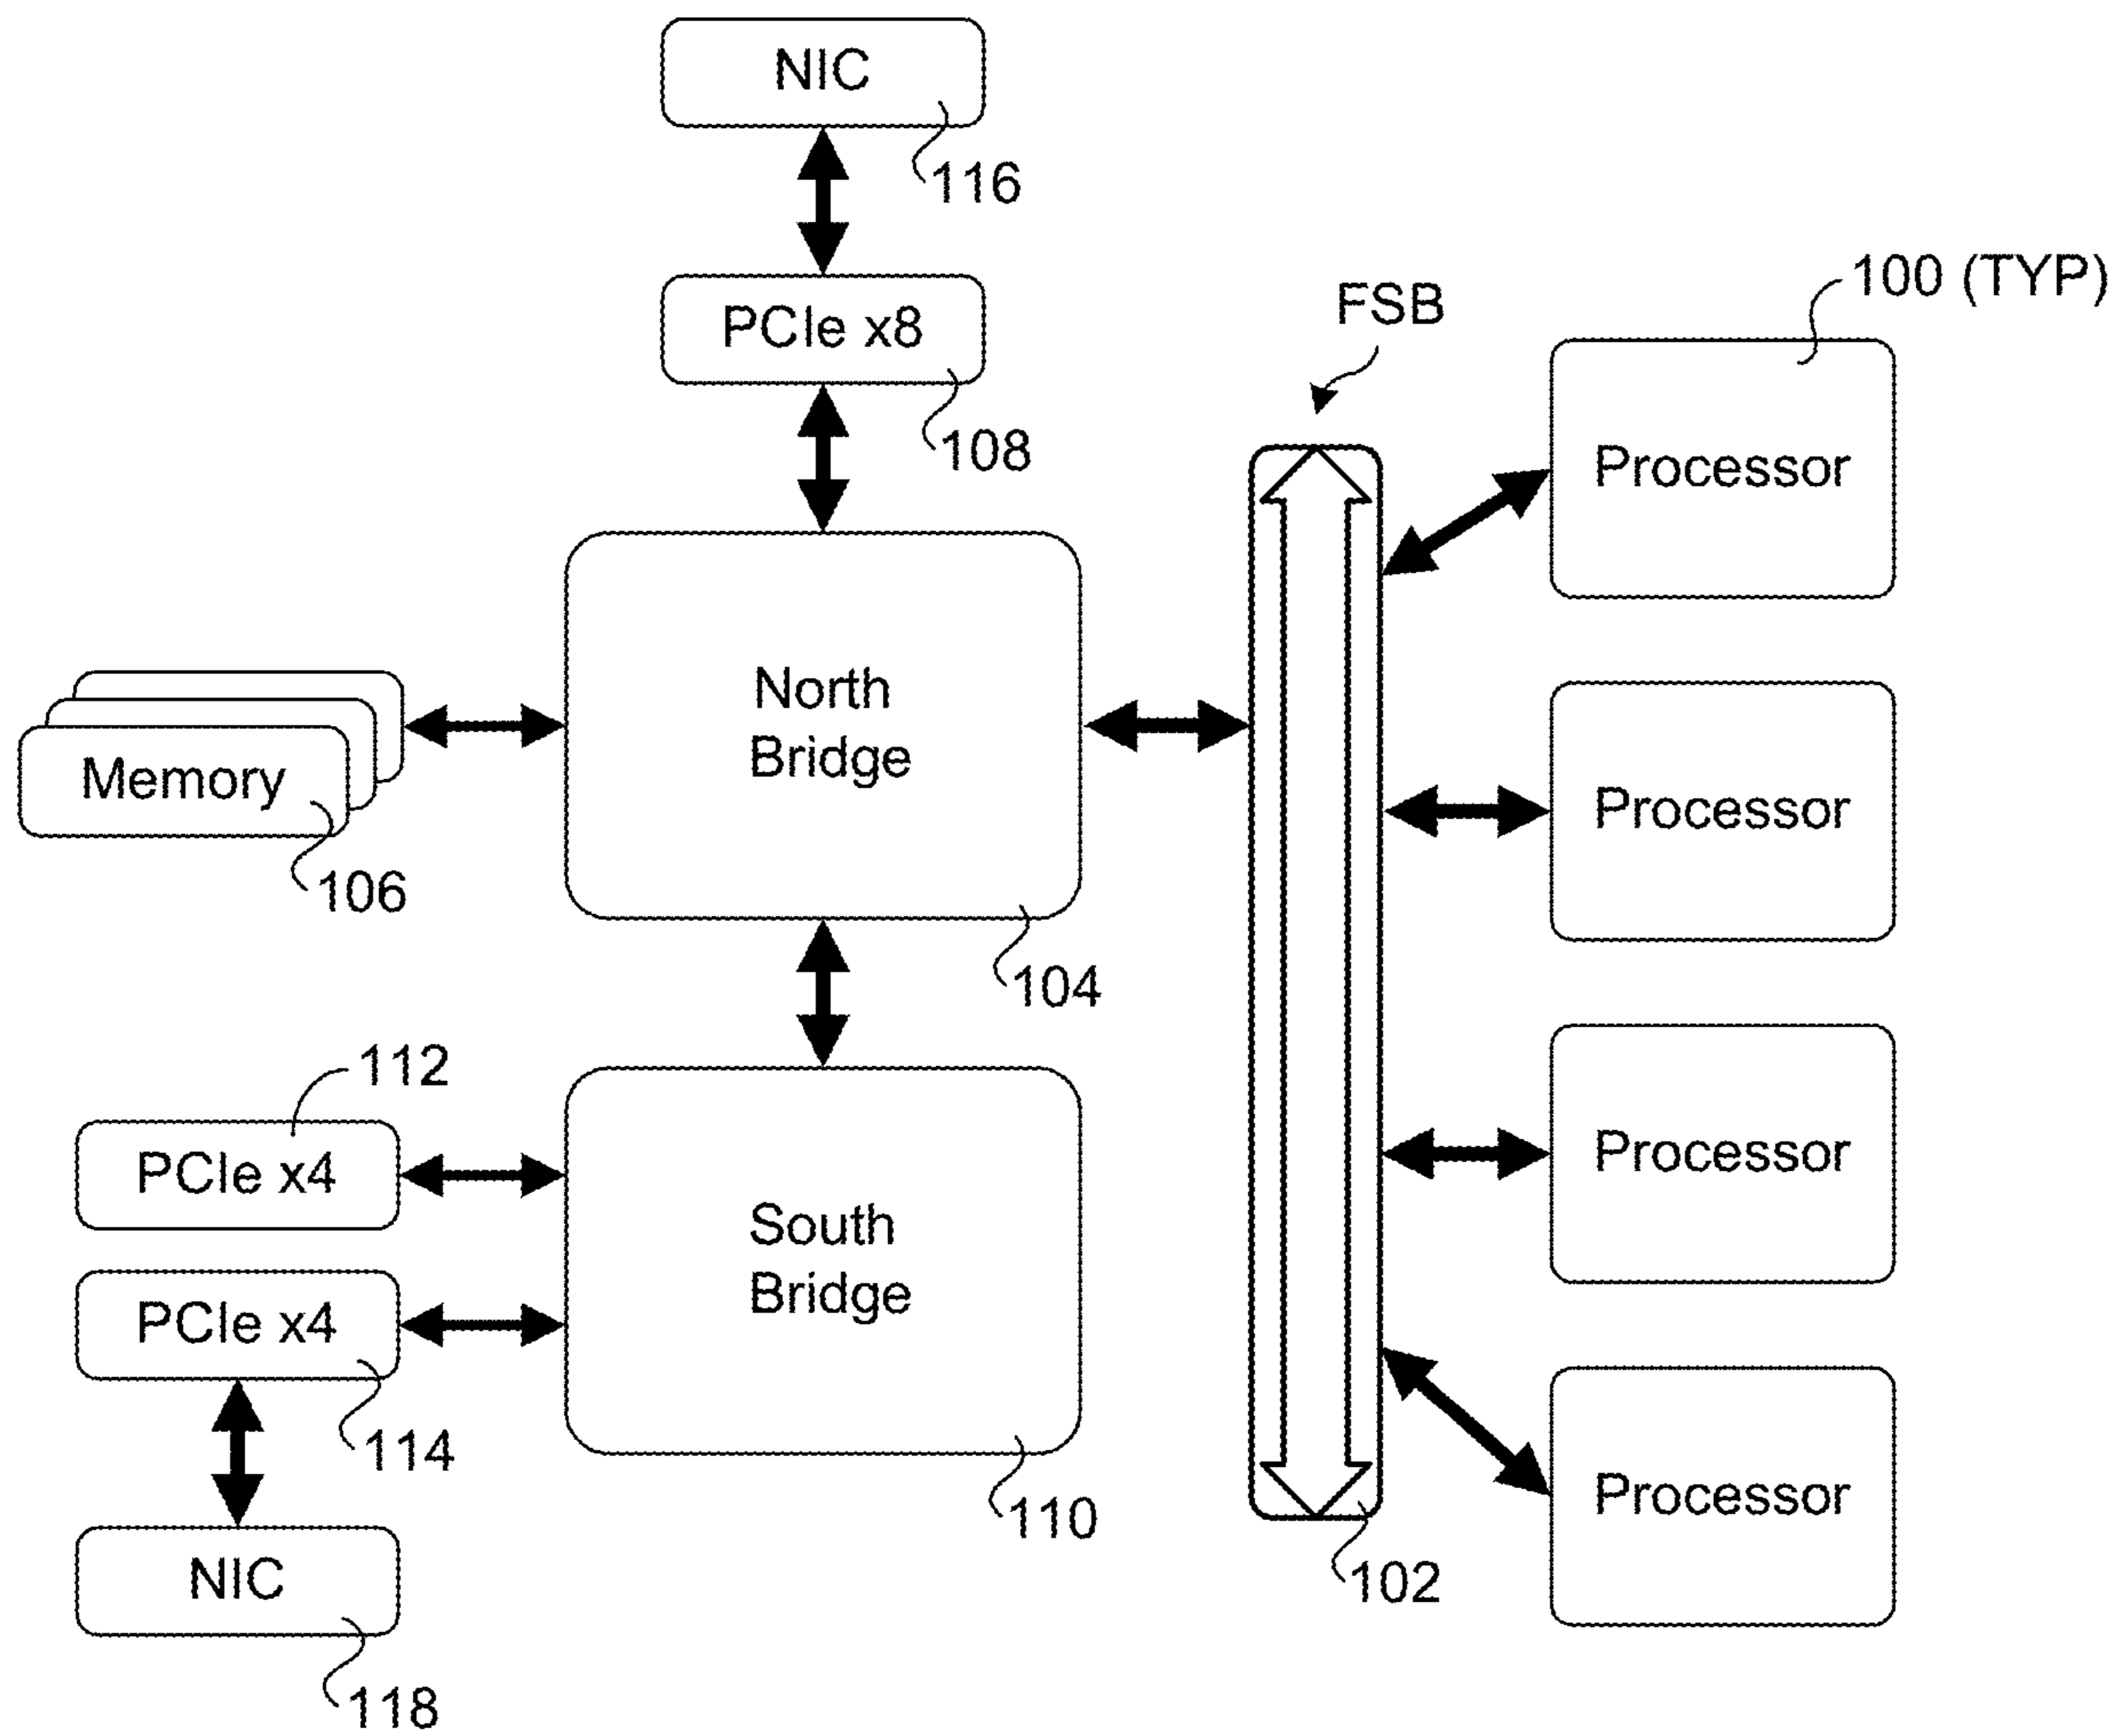 NIC
116
PCIe x8
108
FSB
100 (TYP)
Processor
North
Bridge
104
Memory
106
Processor
112
PCIe x4
PCIe x4
114
NIC
118
South
Bridge
110
102
Processor
Processor